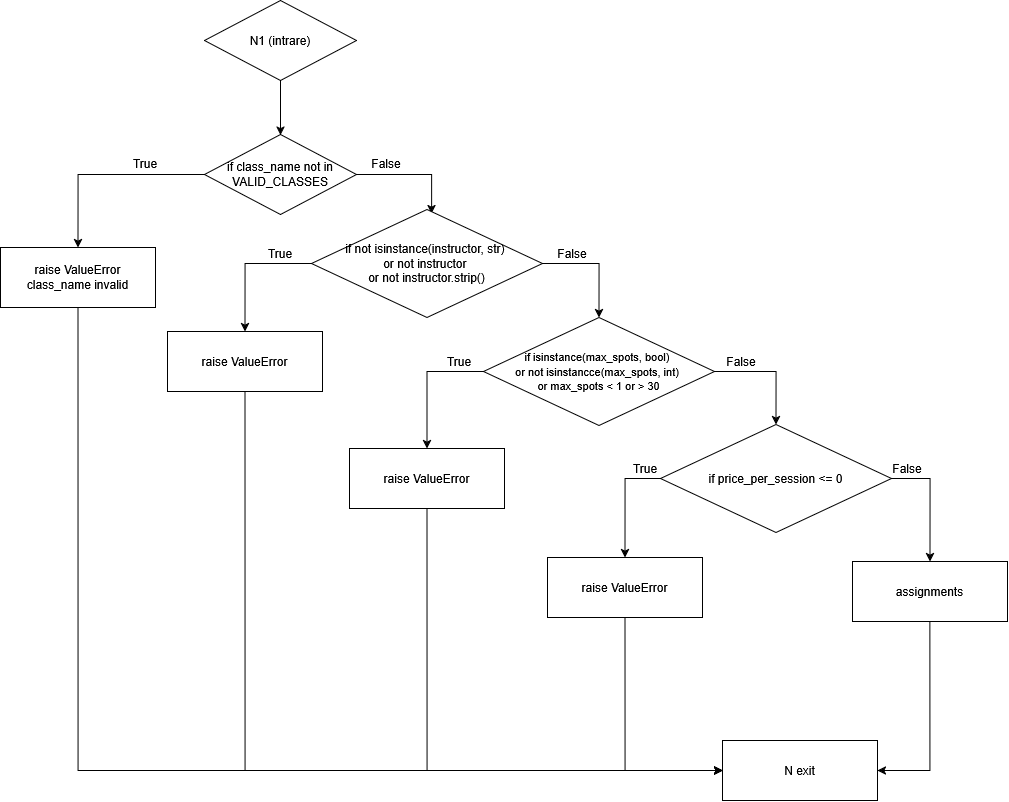 N1 (intrare)
if class_name not in
VALID_CLASSES
True
False
raise ValueError
class_name invalid
if not isinstance(instructor, str)
or not instructor
or not instructor.strip()
True
False
raise ValueError
if isinstance(max_spots, bool)
or not isinstancce(max_spots, int)
or max_spots < 1 or > 30
True
False
raise ValueError
if price_per_session <= 0
True
False
raise ValueError
assignments
N exit